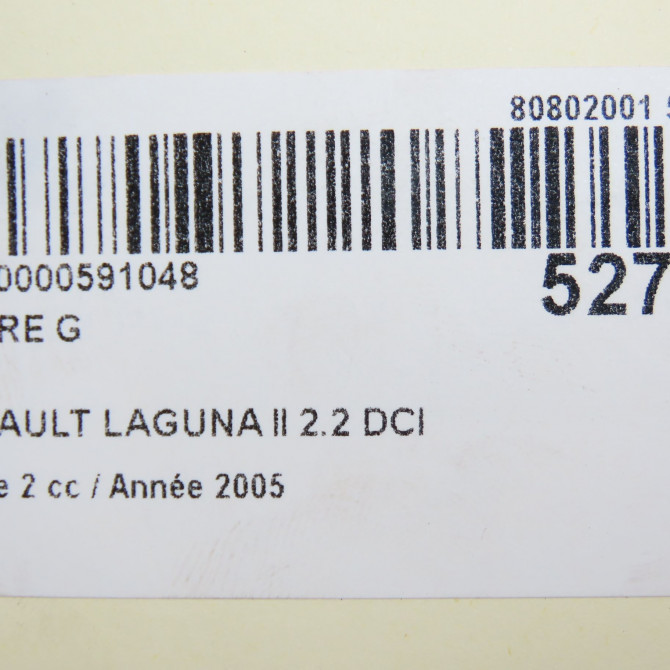 80802001
0000591048
527
RE G
AULT LAGUNA II 2.2 DCI
e 2 cc / Année 2005